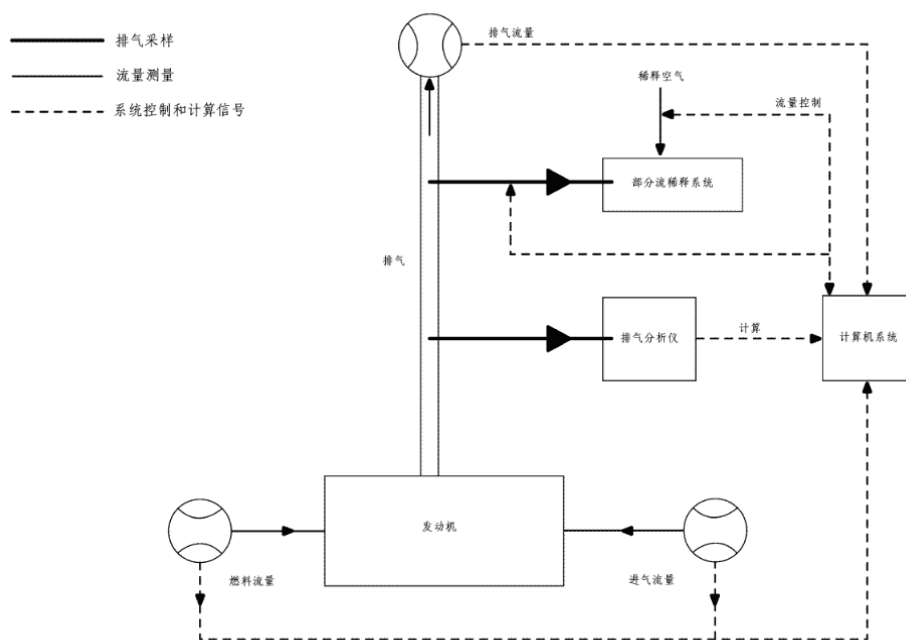 排气采样
流量测量
系统控制和计算信号
排气流量
稀释空气
流量控制
部分流稀释系统
排气
排气分析仪
计算
计算机系统
发动机
燃料流量
进气流量